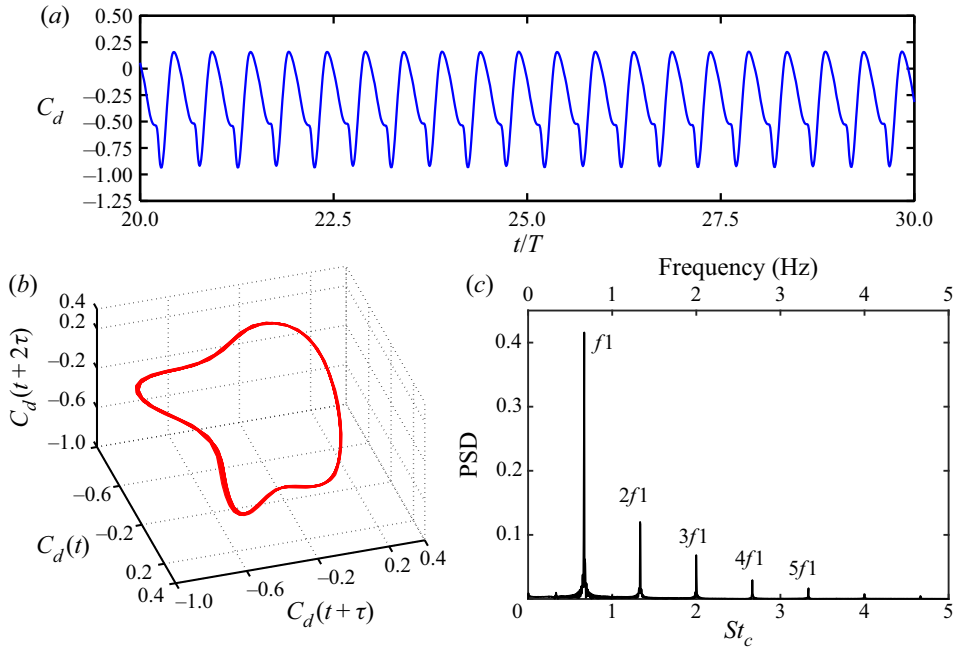 (a)
0.50
0.25
0
−0.25
−0.50
−0.75
−1.00
−1.25
C_d
20.0 22.5 25.0 27.5 30.0
t/T
(b)
0.4
0.2
−0.2
−0.6
−1.0
C_d(t + 2τ)
−0.6
−0.2
0.2
0.4
C_d(t)
−1.0
−0.6
−0.2
0.2
0.4
C_d(t + τ)
(c)
Frequency (Hz)
0 1 2 3 4 5
0.4
0.3
0.2
0.1
PSD
f1
2f1
3f1
4f1
5f1
0 1 2 3 4 5
St_c